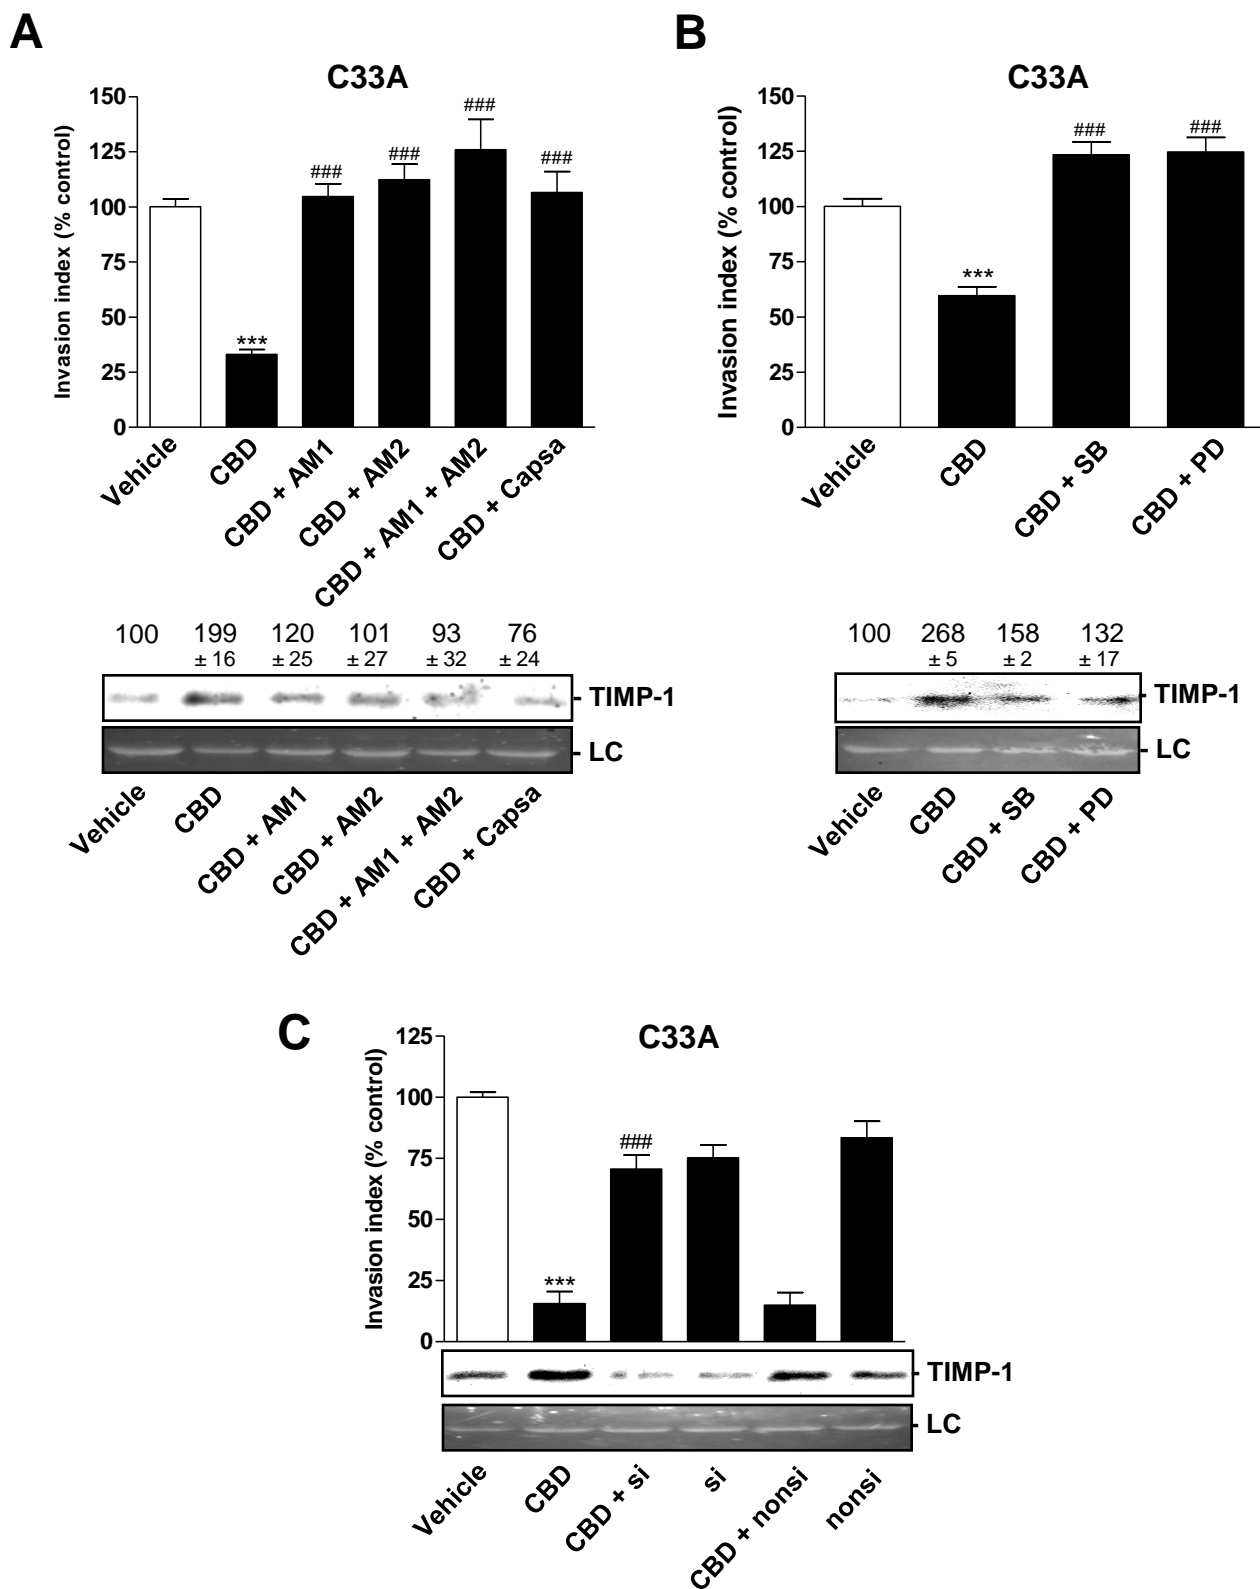 A
C33A
Invasion index (% control)
150
125
100
75
50
25
0
###
###
###
###
***
Vehicle
CBD
CBD + AM1
CBD + AM2
CBD + AM1 + AM2
CBD + Capsa
100 199 120 101 93 76
± 16 ± 25 ± 27 ± 32 ± 24
TIMP-1
LC
Vehicle
CBD
CBD + AM1
CBD + AM2
CBD + AM1 + AM2
CBD + Capsa
B
C33A
Invasion index (% control)
150
125
100
75
50
25
0
***
###
###
Vehicle
CBD
CBD + SB
CBD + PD
100 268 158 132
± 5 ± 2 ± 17
TIMP-1
LC
Vehicle
CBD
CBD + SB
CBD + PD
C
C33A
Invasion index (% control)
125
100
75
50
25
0
***
###
TIMP-1
LC
Vehicle
CBD
CBD + si
si
CBD + nonsi
nonsi